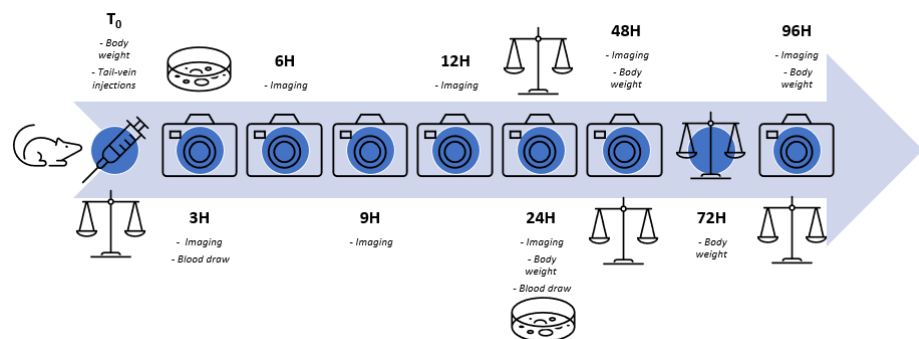 T0
- Body
weight
- Tail-vein
injections
6H
- Imaging
12H
- Imaging
48H
- Imaging
- Body
weight
96H
- Imaging
- Body
weight
3H
- Imaging
- Blood draw
9H
- Imaging
24H
- Imaging
- Body
weight
- Blood draw
72H
- Body
weight